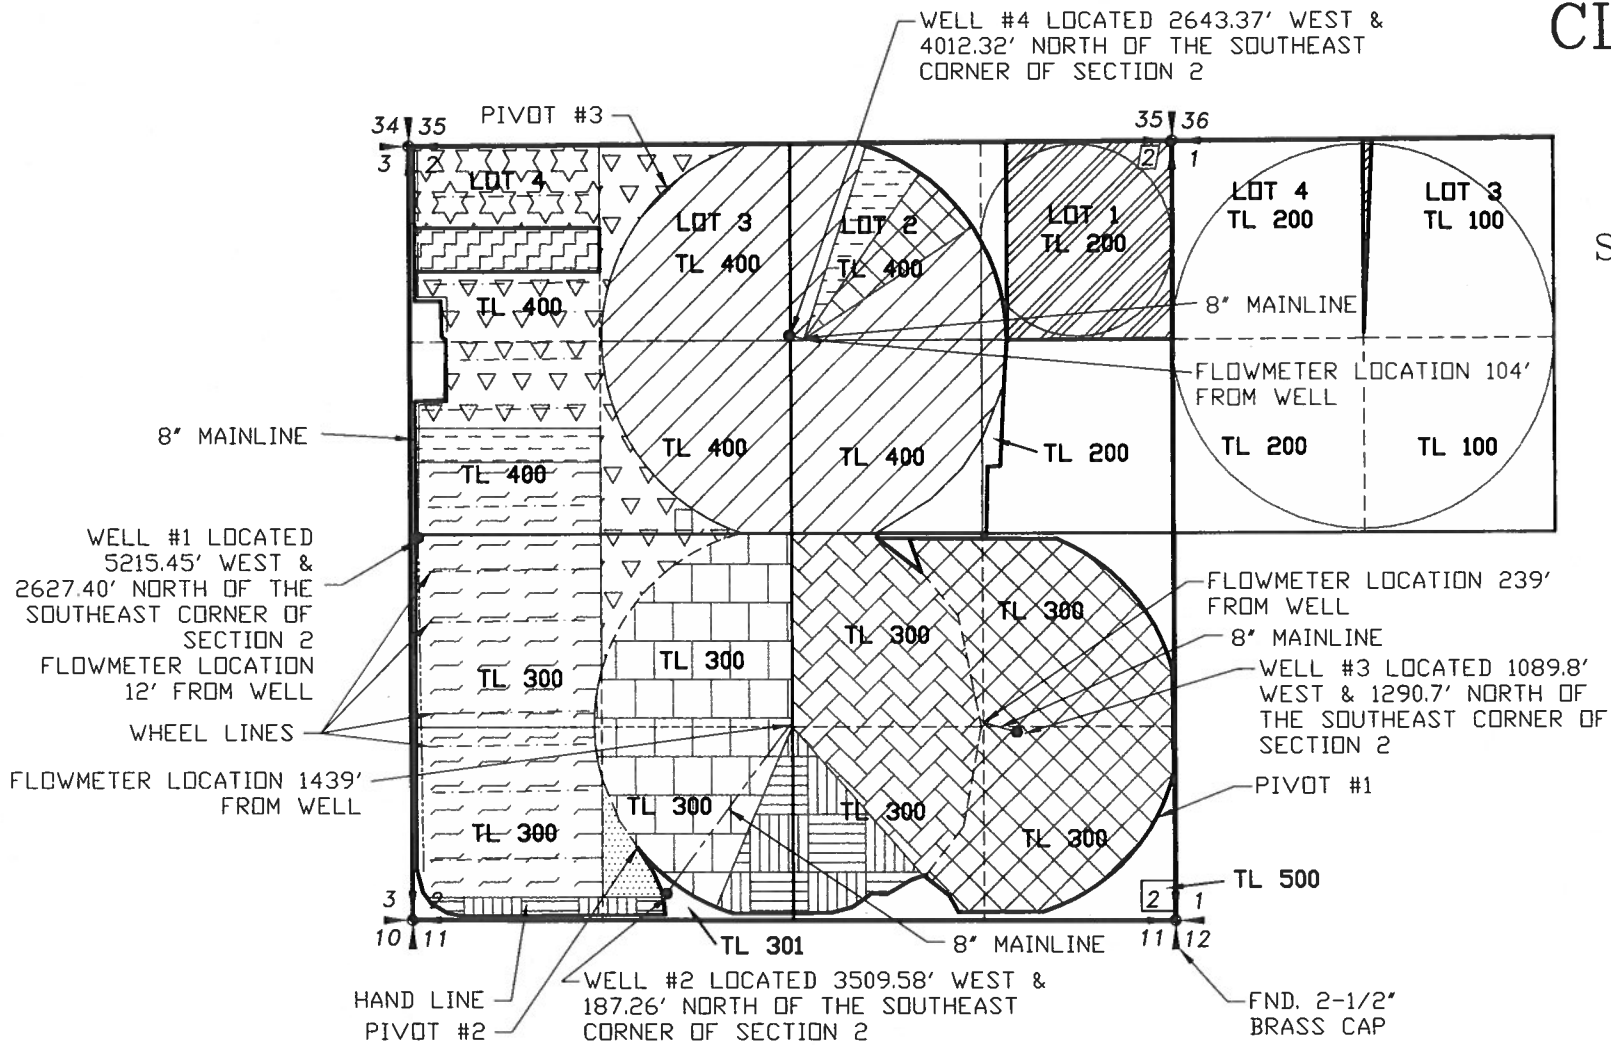 WELL #4 LOCATED 2643.37' WEST &
4012.32' NORTH OF THE SOUTHEAST
CORNER OF SECTION 2
PIVOT #3
34 35
3 2
35 36
2 1
LOT 4
LOT 3
TL 400
LOT 2
TL 400
LOT 1
TL 200
LOT 4
TL 200
LOT 3
TL 100
TL 400
8" MAINLINE
FLOWMETER LOCATION 104'
FROM WELL
8" MAINLINE
TL 400
TL 400
TL 400
TL 200
TL 200
TL 100
WELL #1 LOCATED
5215.45' WEST &
2627.40' NORTH OF THE
SOUTHEAST CORNER OF
SECTION 2
FLOWMETER LOCATION
12' FROM WELL
WHEEL LINES
FLOWMETER LOCATION 1439'
FROM WELL
TL 300
TL 300
TL 300
TL 300
FLOWMETER LOCATION 239'
FROM WELL
8" MAINLINE
WELL #3 LOCATED 1089.8'
WEST & 1290.7' NORTH OF
THE SOUTHEAST CORNER OF
SECTION 2
PIVOT #1
TL 300
TL 300
TL 300
TL 300
TL 500
3 2
10 11
2 1
11 12
TL 301
8" MAINLINE
HAND LINE
PIVOT #2
WELL #2 LOCATED 3509.58' WEST &
187.26' NORTH OF THE SOUTHEAST
CORNER OF SECTION 2
FND. 2-1/2"
BRASS CAP